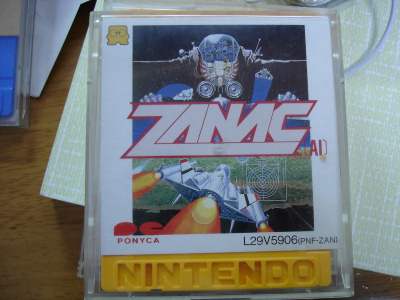 ZANAC
AI
PONYCA
L29V5906(PNF-ZAN)
NINTENDO